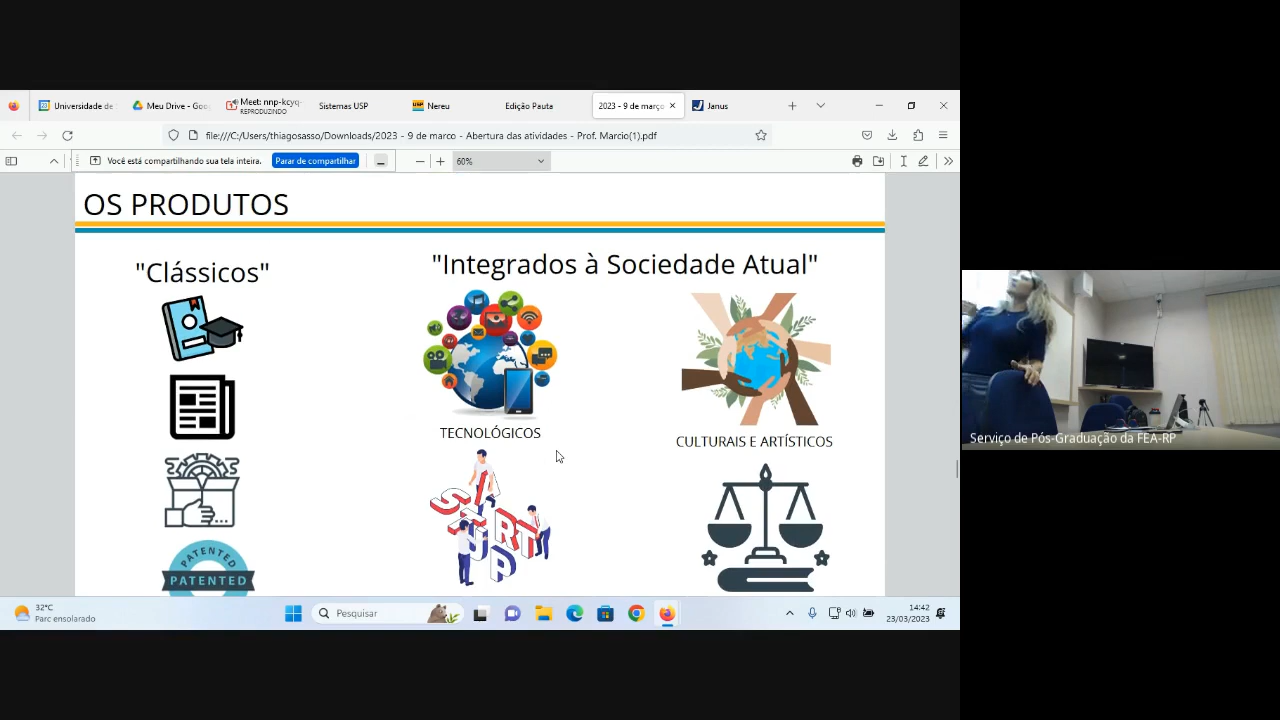 Universidade de
Meu Drive - Goo
Meet: nnp-kcyq-
REPRODUZINDO
Sistemas USP
USP
Nereu
Edição Pauta
2023 - 9 de março
Janus
file:///C:/Users/thiagosasso/Downloads/2023 - 9 de marco - Abertura das atividades - Prof. Marcio(1).pdf
Você está compartilhando sua tela inteira.
Parar de compartilhar
60%
OS PRODUTOS
"Clássicos"
"Integrados à Sociedade Atual"
TECNOLÓGICOS
CULTURAIS E ARTÍSTICOS
START
UP
PATENTED
PATENTED
Serviço de Pós-Graduação da FEA-RP
32°C
Parc ensolarado
Pesquisar
14:42
23/03/2023